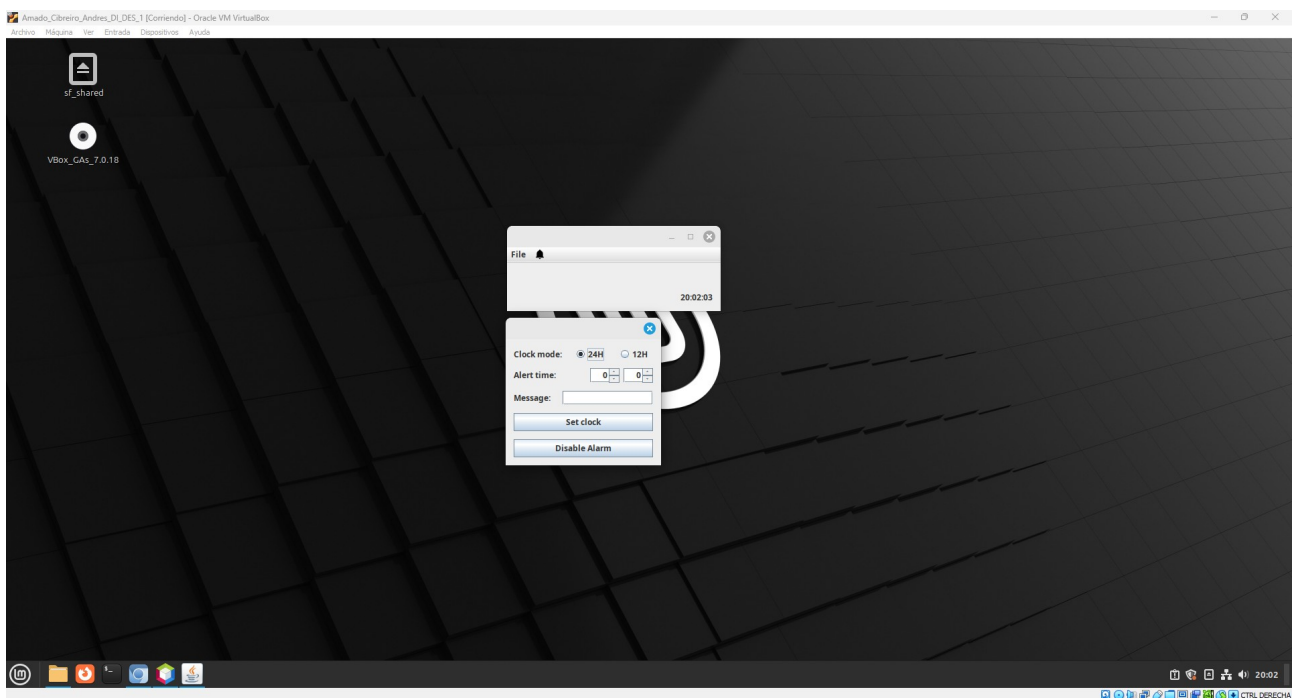 Amado_Cibreiro_Andres_DI_DES_1 [Corriendo] - Oracle VM VirtualBox
Archivo Máquina Ver Entrada Dispositivos Ayuda
sf_shared
VBox_GAs_7.0.18
File
20:02:03
Clock mode: 24H 12H
Alert time: 0 0
Message:
Set clock
Disable Alarm
20:02
CTRL DERECHA